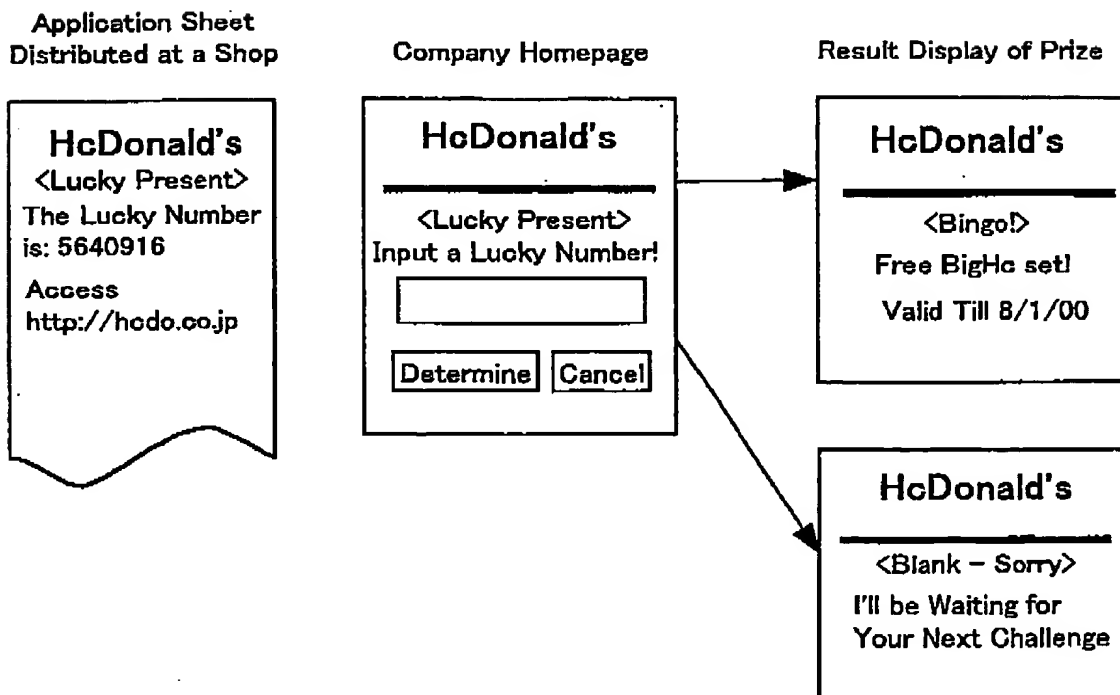 Application Sheet
Distributed at a Shop
HcDonald's
<Lucky Present>
The Lucky Number
is: 5640916
Access
http://hcdo.co.jp
Company Homepage
HcDonald's
<Lucky Present>
Input a Lucky Number!
Determine Cancel
Result Display of Prize
HcDonald's
<Bingo!>
Free BigHc set!
Valid Till 8/1/00
HcDonald's
<Blank - Sorry>
I'll be Waiting for
Your Next Challenge